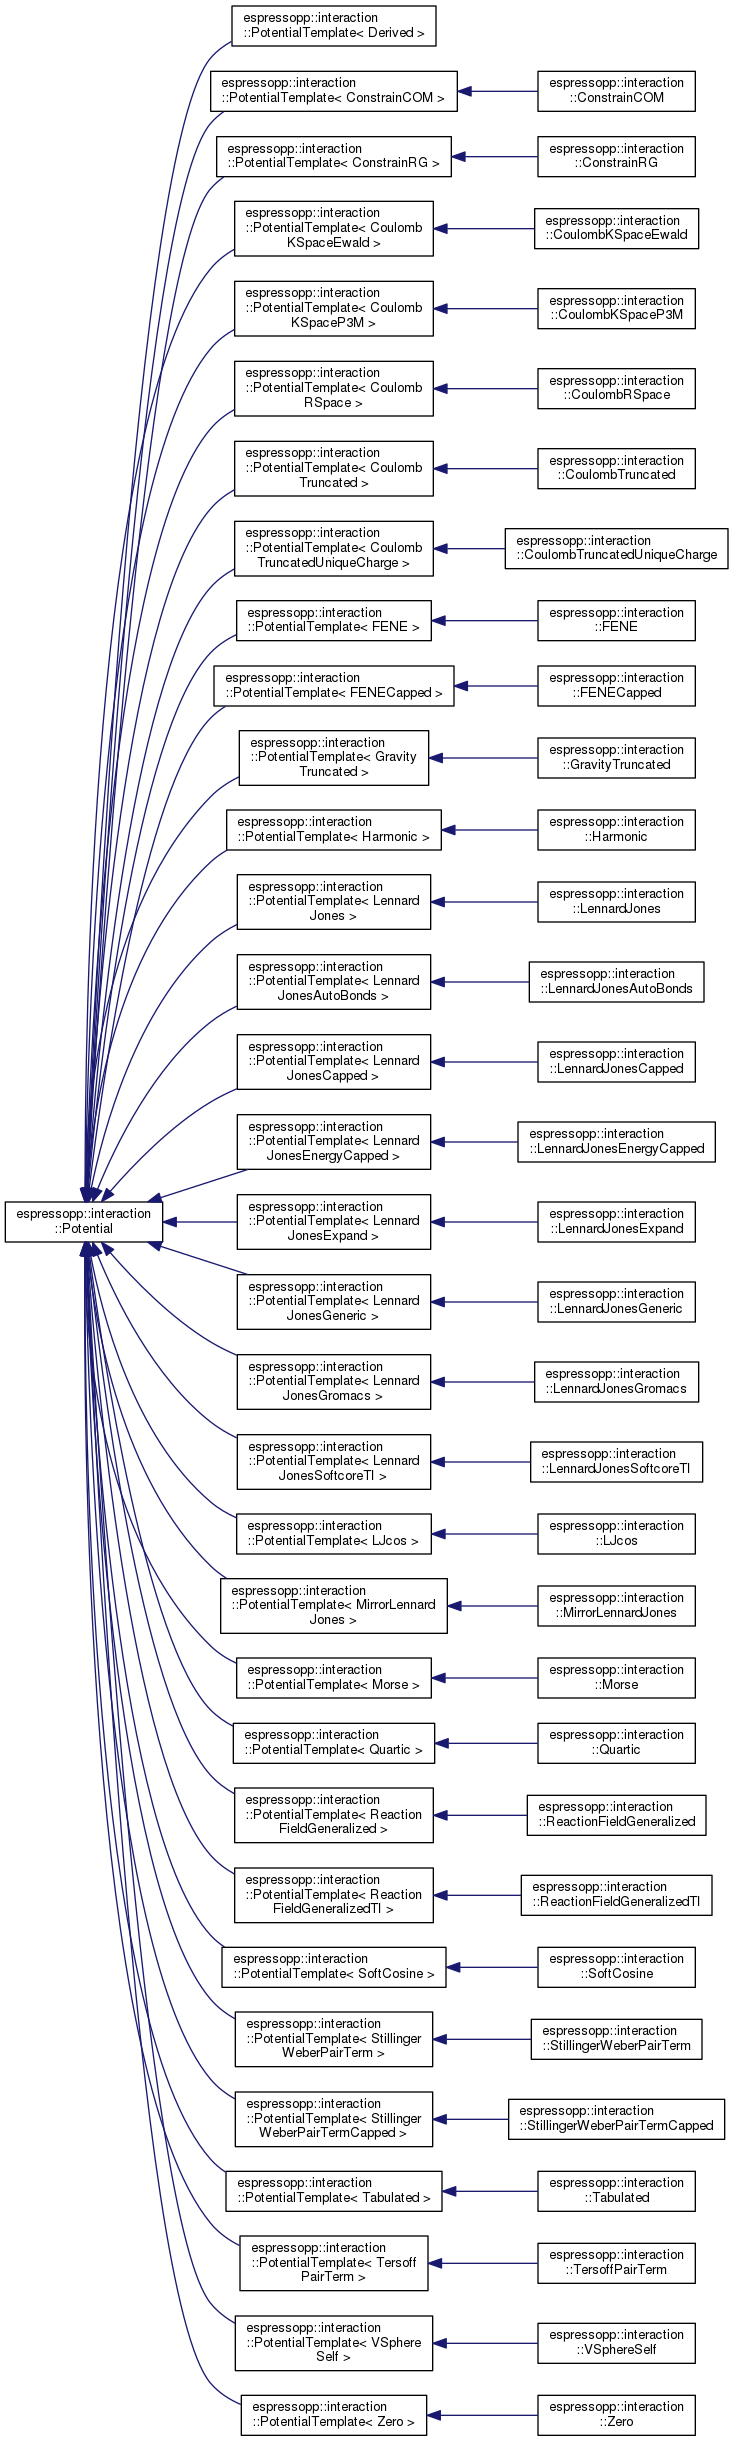 espressopp::interaction
::PotentialTemplate< Derived >
espressopp::interaction
::PotentialTemplate< ConstrainCOM >
espressopp::interaction
::ConstrainCOM
espressopp::interaction
::PotentialTemplate< ConstrainRG >
espressopp::interaction
::ConstrainRG
espressopp::interaction
::PotentialTemplate< Coulomb
KSpaceEwald >
espressopp::interaction
::CoulombKSpaceEwald
espressopp::interaction
::PotentialTemplate< Coulomb
KSpaceP3M >
espressopp::interaction
::CoulombKSpaceP3M
espressopp::interaction
::PotentialTemplate< Coulomb
RSpace >
espressopp::interaction
::CoulombRSpace
espressopp::interaction
::PotentialTemplate< Coulomb
Truncated >
espressopp::interaction
::CoulombTruncated
espressopp::interaction
::PotentialTemplate< Coulomb
TruncatedUniqueCharge >
espressopp::interaction
::CoulombTruncatedUniqueCharge
espressopp::interaction
::PotentialTemplate< FENE >
espressopp::interaction
::FENE
espressopp::interaction
::PotentialTemplate< FENECapped >
espressopp::interaction
::FENECapped
espressopp::interaction
::PotentialTemplate< Gravity
Truncated >
espressopp::interaction
::GravityTruncated
espressopp::interaction
::PotentialTemplate< Harmonic >
espressopp::interaction
::Harmonic
espressopp::interaction
::PotentialTemplate< Lennard
Jones >
espressopp::interaction
::LennardJones
espressopp::interaction
::PotentialTemplate< Lennard
JonesAutoBonds >
espressopp::interaction
::LennardJonesAutoBonds
espressopp::interaction
::PotentialTemplate< Lennard
JonesCapped >
espressopp::interaction
::LennardJonesCapped
espressopp::interaction
::PotentialTemplate< Lennard
JonesEnergyCapped >
espressopp::interaction
::LennardJonesEnergyCapped
espressopp::interaction
::Potential
espressopp::interaction
::PotentialTemplate< Lennard
JonesExpand >
espressopp::interaction
::LennardJonesExpand
espressopp::interaction
::PotentialTemplate< Lennard
JonesGeneric >
espressopp::interaction
::LennardJonesGeneric
espressopp::interaction
::PotentialTemplate< Lennard
JonesGromacs >
espressopp::interaction
::LennardJonesGromacs
espressopp::interaction
::PotentialTemplate< Lennard
JonesSoftcoreTI >
espressopp::interaction
::LennardJonesSoftcoreTI
espressopp::interaction
::PotentialTemplate< LJcos >
espressopp::interaction
::LJcos
espressopp::interaction
::PotentialTemplate< MirrorLennard
Jones >
espressopp::interaction
::MirrorLennardJones
espressopp::interaction
::PotentialTemplate< Morse >
espressopp::interaction
::Morse
espressopp::interaction
::PotentialTemplate< Quartic >
espressopp::interaction
::Quartic
espressopp::interaction
::PotentialTemplate< Reaction
FieldGeneralized >
espressopp::interaction
::ReactionFieldGeneralized
espressopp::interaction
::PotentialTemplate< Reaction
FieldGeneralizedTI >
espressopp::interaction
::ReactionFieldGeneralizedTI
espressopp::interaction
::PotentialTemplate< SoftCosine >
espressopp::interaction
::SoftCosine
espressopp::interaction
::PotentialTemplate< Stillinger
WeberPairTerm >
espressopp::interaction
::StillingerWeberPairTerm
espressopp::interaction
::PotentialTemplate< Stillinger
WeberPairTermCapped >
espressopp::interaction
::StillingerWeberPairTermCapped
espressopp::interaction
::PotentialTemplate< Tabulated >
espressopp::interaction
::Tabulated
espressopp::interaction
::PotentialTemplate< Tersoff
PairTerm >
espressopp::interaction
::TersoffPairTerm
espressopp::interaction
::PotentialTemplate< VSphere
Self >
espressopp::interaction
::VSphereSelf
espressopp::interaction
::PotentialTemplate< Zero >
espressopp::interaction
::Zero